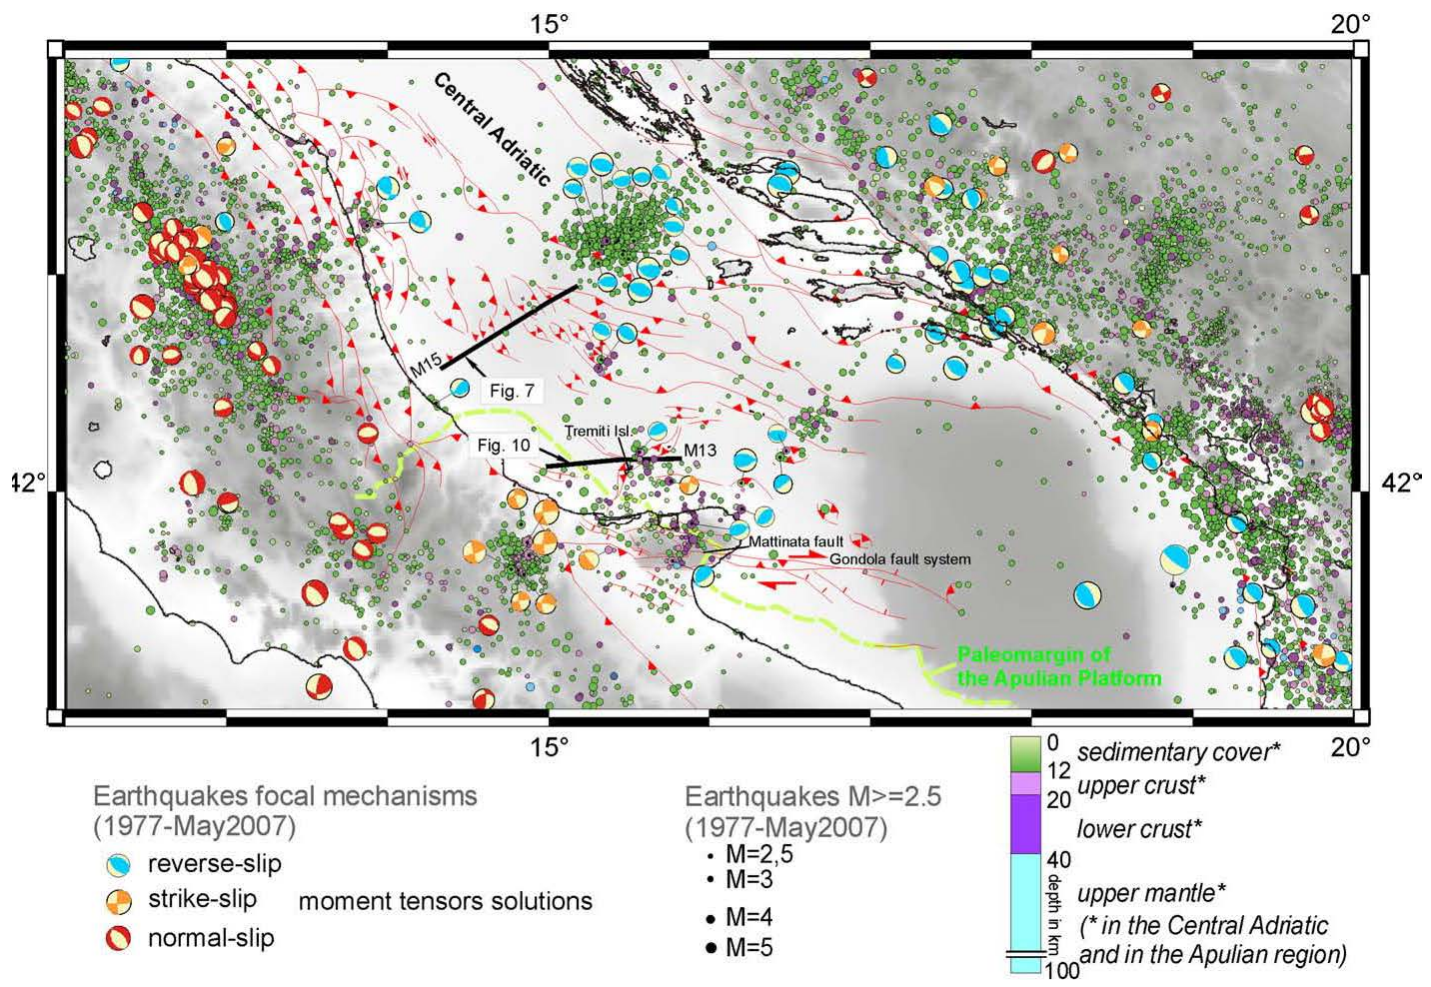 15°
20°
Central Adriatic
M15
Fig. 7
Tremiti Isl.
Fig. 10
M13
42°
42°
Mattinata fault
Gondola fault system
Paleomargin of
the Apulian Platform
15°
20°
Earthquakes focal mechanisms
(1977-May2007)
reverse-slip
strike-slip
moment tensors solutions
normal-slip
Earthquakes M>=2.5
(1977-May2007)
M=2,5
M=3
M=4
M=5
0
sedimentary cover*
12
upper crust*
20
lower crust*
40
depth in km
upper mantle*
(* in the Central Adriatic
and in the Apulian region)
100